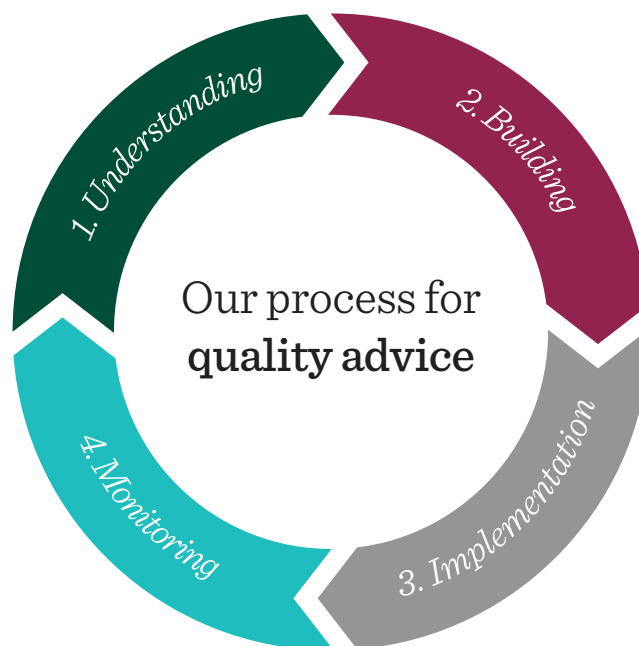 1. Understanding
2. Building
Our process for
quality advice
3. Implementation
4. Monitoring